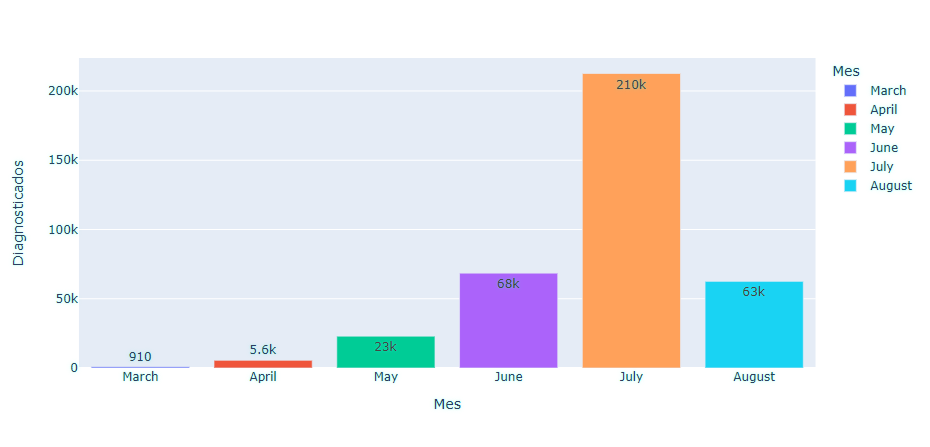 200k
150k
100k
50k
0
Diagnosticados
910
5.6k
23k
68k
210k
63k
March
April
May
June
July
August
Mes
Mes
March
April
May
June
July
August